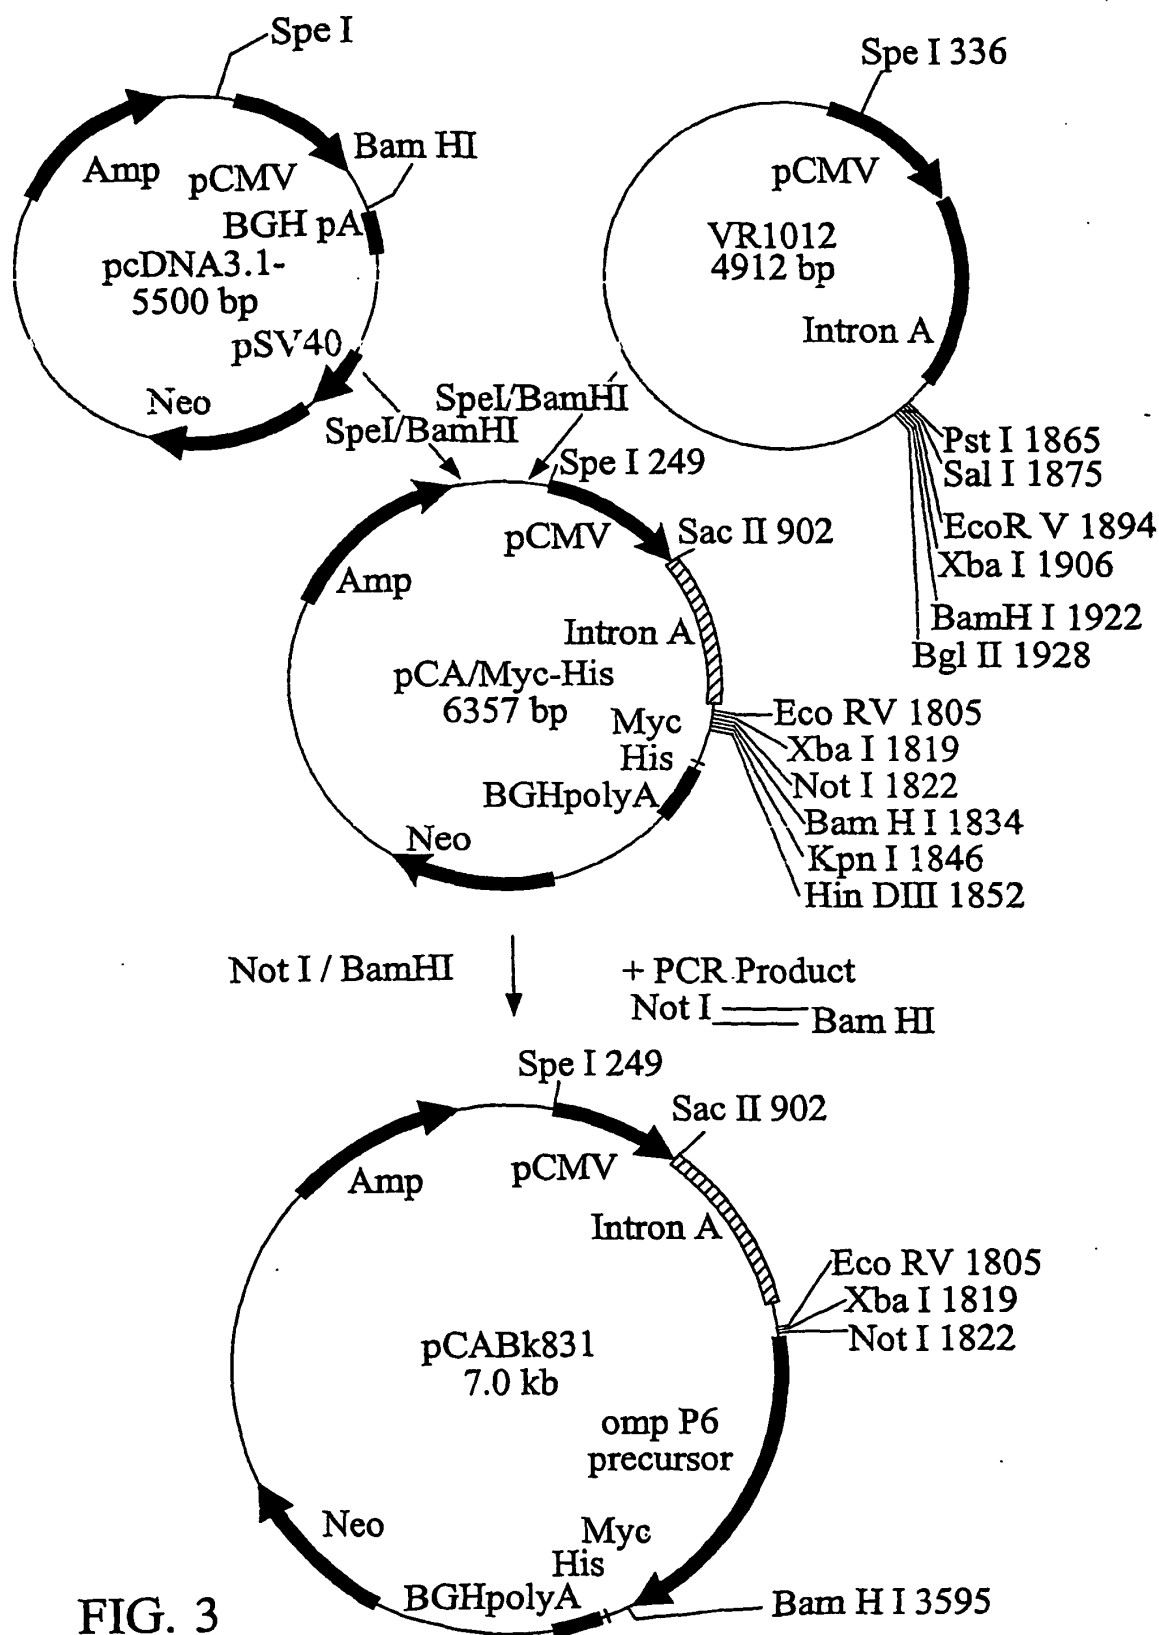 Spe I
Amp
pCMV
Bam HI
BGH pA
pcDNA3.1-
5500 bp
pSV40
Neo
SpeI/BamHI
Spe I 336
pCMV
VR1012
4912 bp
Intron A
SpeI/BamHI
Pst I 1865
Sal I 1875
EcoR V 1894
Xba I 1906
BamH I 1922
Bgl II 1928
Spe I 249
pCMV
Sac II 902
Amp
Intron A
pCA/Myc-His
6357 bp
Myc
His
BGHpolyA
Neo
Eco RV 1805
Xba I 1819
Not I 1822
Bam H I 1834
Kpn I 1846
Hin DIII 1852
Not I / BamHI
+ PCR Product
Not I
Bam HI
Spe I 249
Sac II 902
pCMV
Amp
Intron A
Eco RV 1805
Xba I 1819
Not I 1822
pCABk831
7.0 kb
omp P6
precursor
Neo
Myc
His
BGHpolyA
Bam H I 3595
FIG. 3